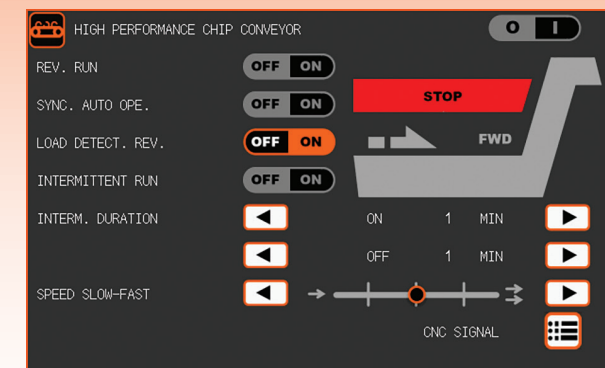 HIGH PERFORMANCE CHIP CONVEYOR O I
REV. RUN OFF ON
SYNC. AUTO OPE. OFF ON STOP
LOAD DETECT. REV. OFF ON FWD
INTERMITTENT RUN OFF ON
INTERM. DURATION ON 1 MIN
OFF 1 MIN
SPEED SLOW-FAST
CNC SIGNAL